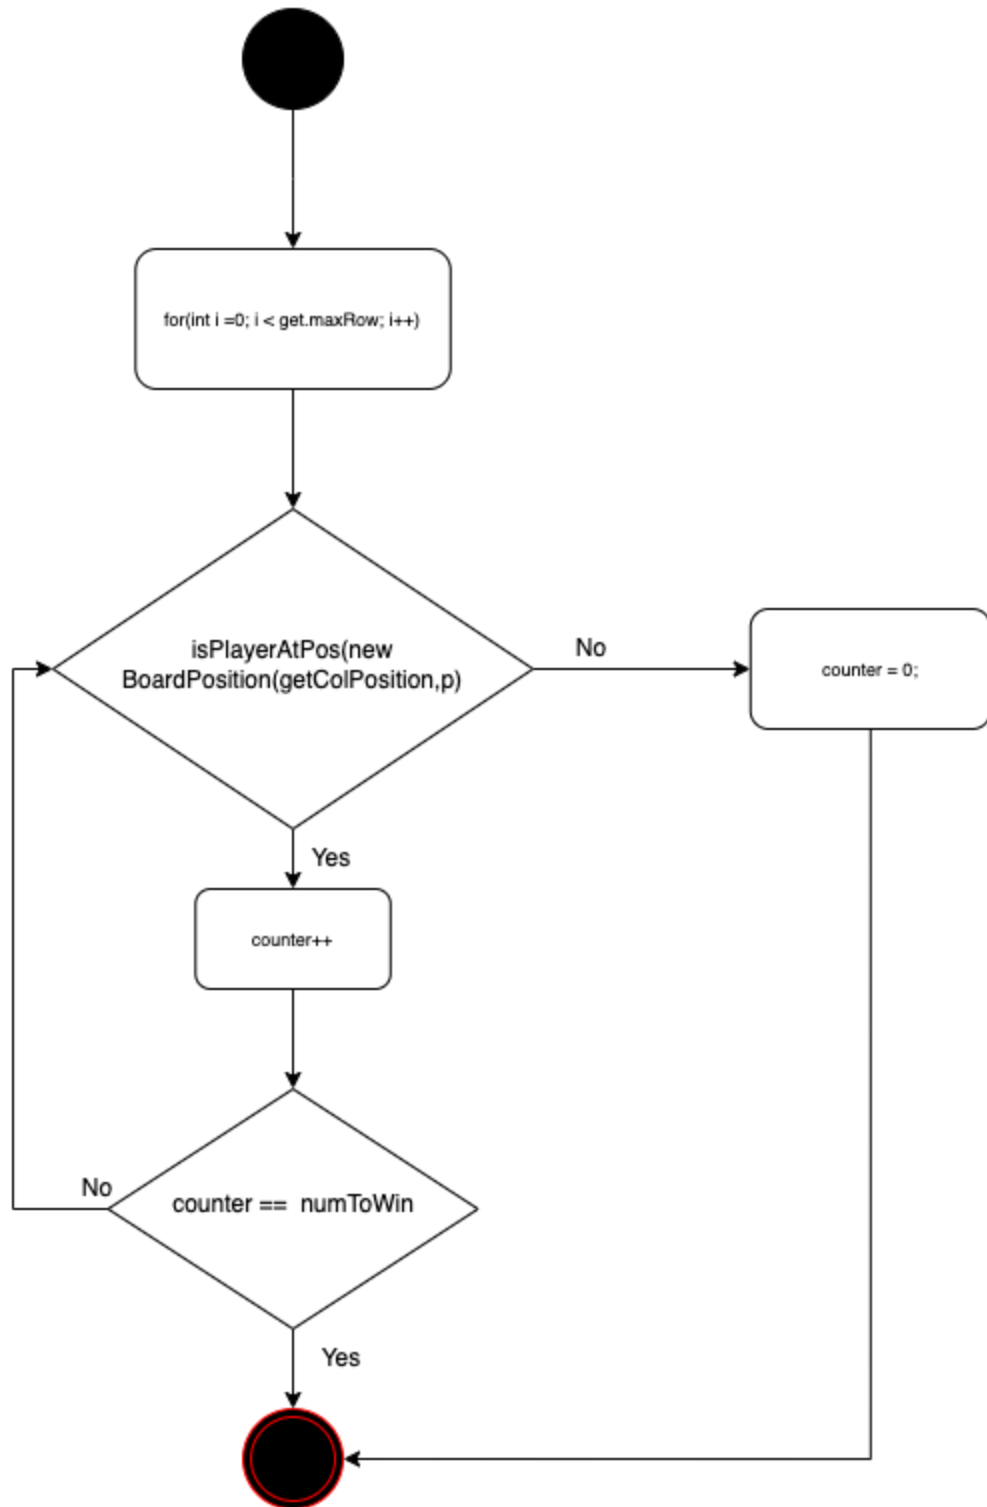 for(int i =0; i < get.maxRow; i++)
isPlayerAtPos(new
BoardPosition(getColPosition,p)
No
counter = 0;
Yes
counter++
No
counter == numToWin
Yes